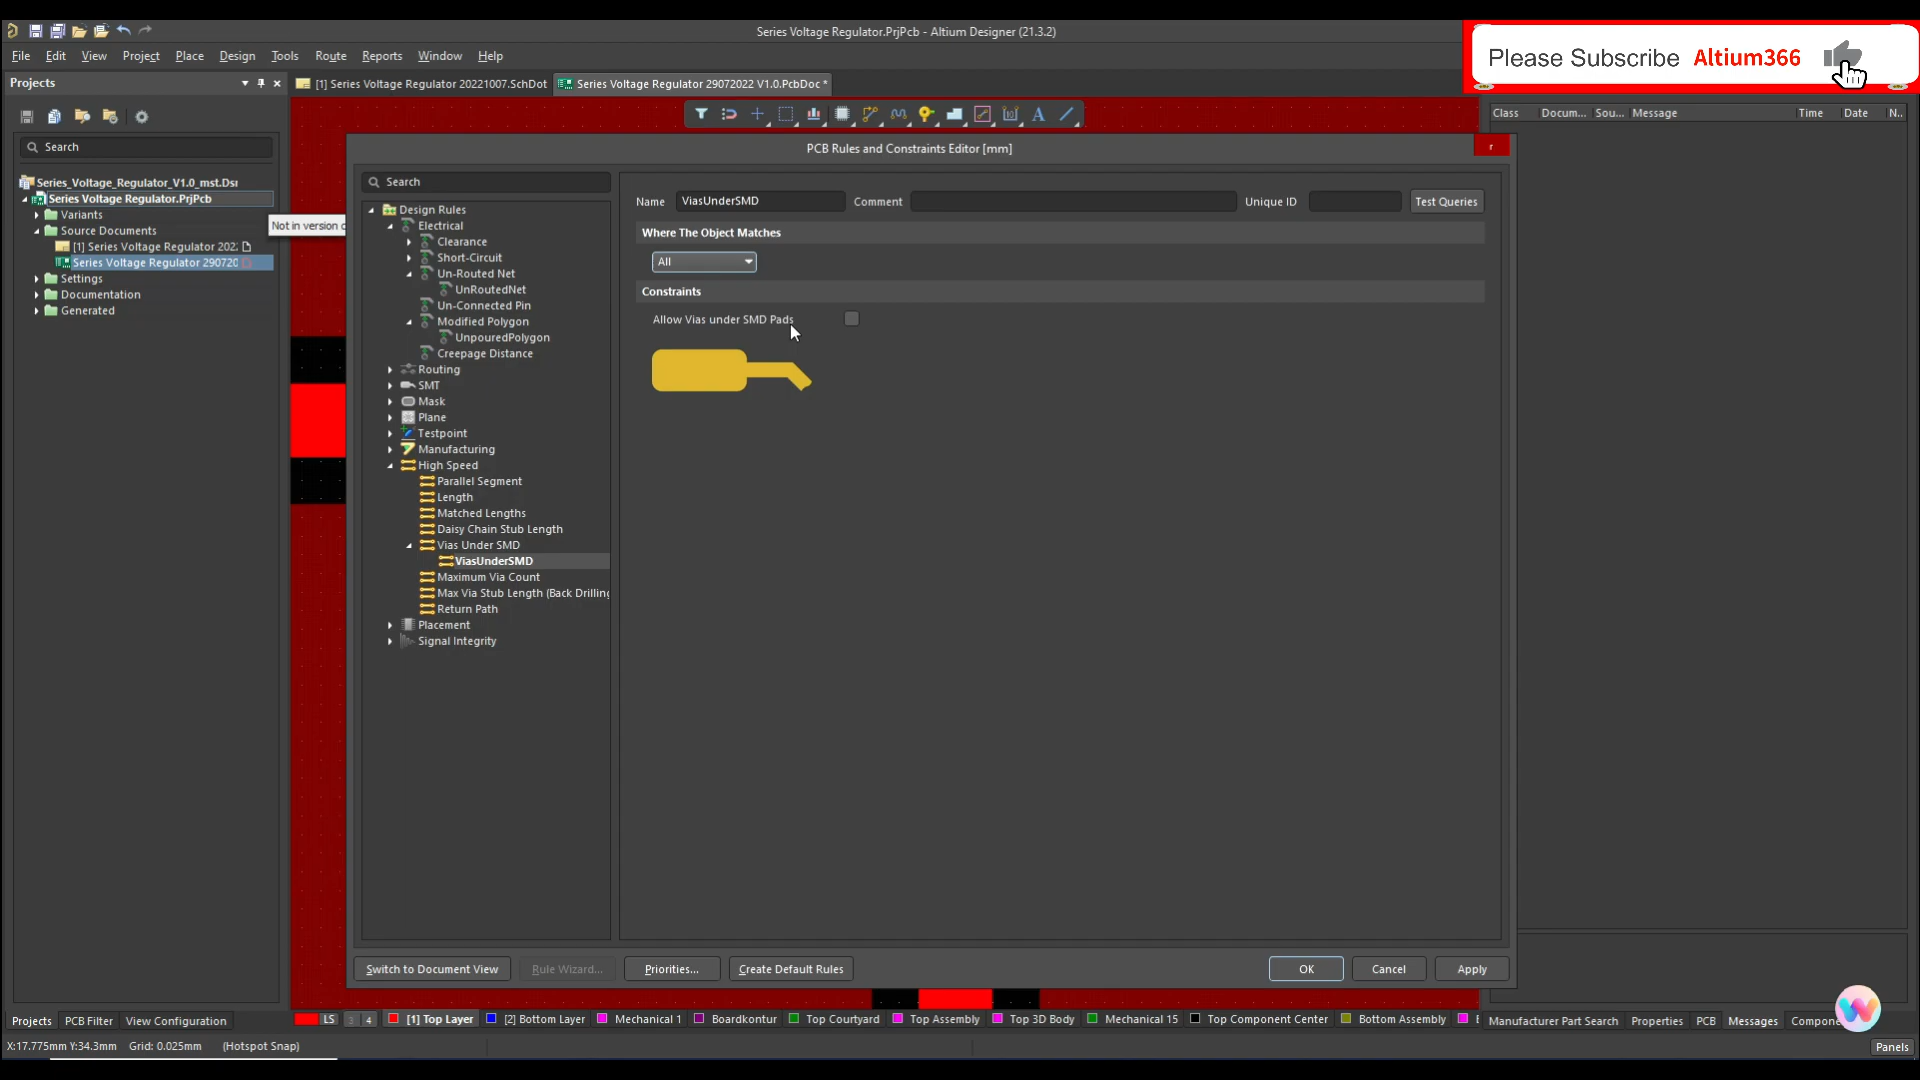 Series Voltage Regulator.PrjPcb - Altium Designer (21.3.2)
Please Subscribe Altium366
File Edit View Project Place Design Tools Route Reports Window Help
Projects
[1] Series Voltage Regulator 20221007.SchDot
Series Voltage Regulator 29072022 V1.0.PcbDoc *
Class Docum... Sou... Message Time Date N..
Search
PCB Rules and Constraints Editor [mm]
Series_Voltage_Regulator_V1.0_mst.Dsn
Series Voltage Regulator.PrjPcb
Variants
Source Documents
[1] Series Voltage Regulator 202
Series Voltage Regulator 290720
Settings
Documentation
Generated
Not in version c
Search
Design Rules
Electrical
Clearance
Short-Circuit
Un-Routed Net
UnRoutedNet
Un-Connected Pin
Modified Polygon
UnpouredPolygon
Creepage Distance
Routing
SMT
Mask
Plane
Testpoint
Manufacturing
High Speed
Parallel Segment
Length
Matched Lengths
Daisy Chain Stub Length
Vias Under SMD
ViasUnderSMD
Maximum Via Count
Max Via Stub Length (Back Drilling
Return Path
Placement
Signal Integrity
Name ViasUnderSMD Comment Unique ID Test Queries
Where The Object Matches
All
Constraints
Allow Vias under SMD Pads
Switch to Document View Rule Wizard... Priorities... Create Default Rules OK Cancel Apply
Projects PCB Filter View Configuration
LS 3 4 [1] Top Layer [2] Bottom Layer Mechanical 1 Boardkontur Top Courtyard Top Assembly Top 3D Body Mechanical 15 Top Component Center Bottom Assembly
Manufacturer Part Search Properties PCB Messages Compone
X:17.775mm Y:34.3mm Grid: 0.025mm (Hotspot Snap)
Panels